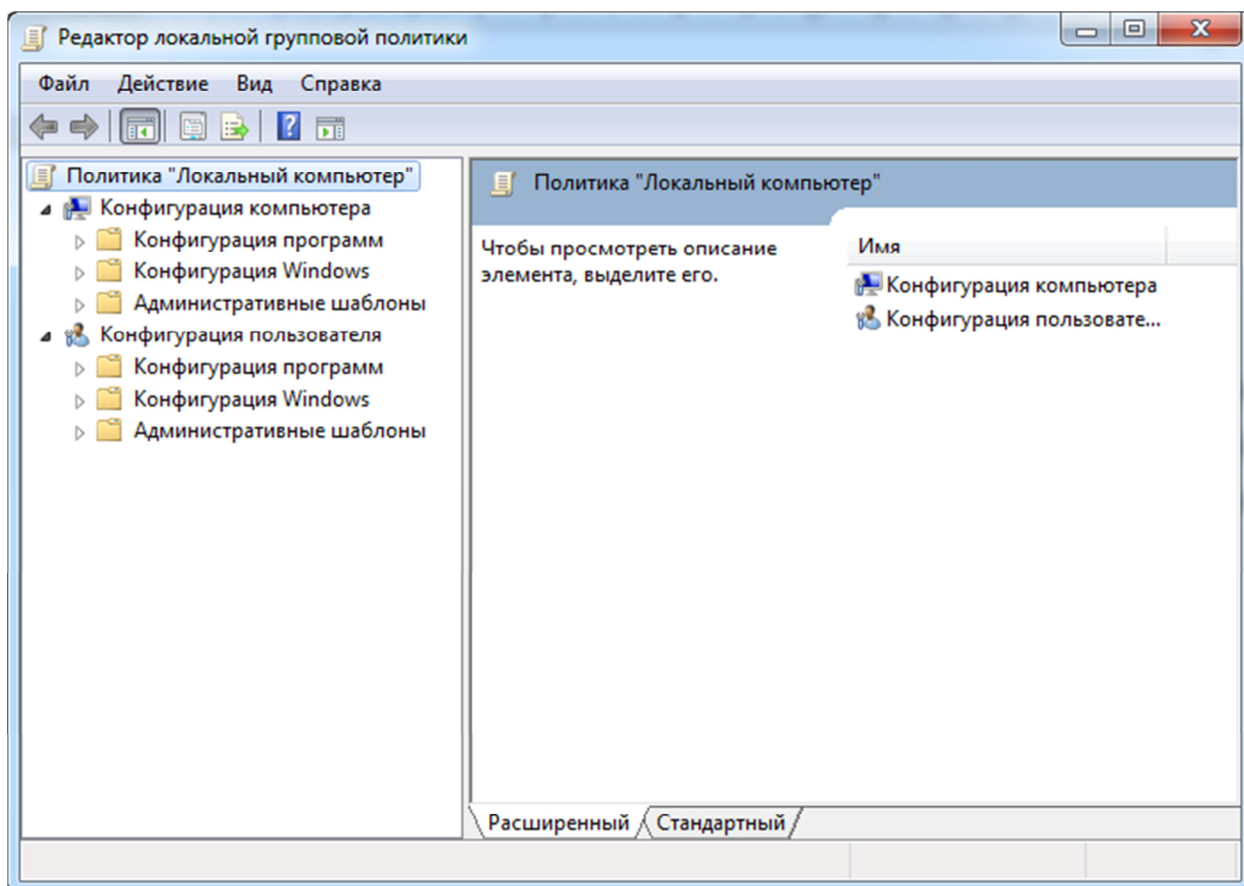 Редактор локальной групповой политики
Файл Действие Вид Справка
Политика "Локальный компьютер"
Конфигурация компьютера
Конфигурация программ
Конфигурация Windows
Административные шаблоны
Конфигурация пользователя
Конфигурация программ
Конфигурация Windows
Административные шаблоны
Политика "Локальный компьютер"
Чтобы просмотреть описание
элемента, выделите его.
Имя
Конфигурация компьютера
Конфигурация пользовате...
Расширенный Стандартный